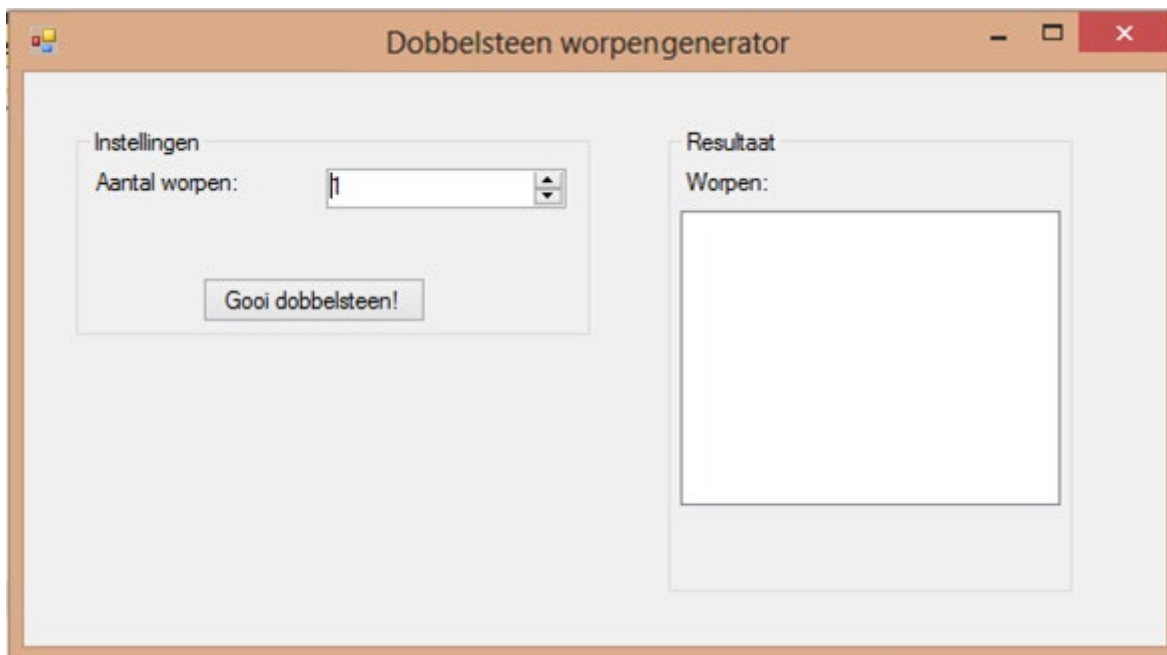 Dobbelsteen worpengenerator
Instellingen
Aantal worpen:
1
Gooi dobbelsteen!
Resultaat
Worpen: